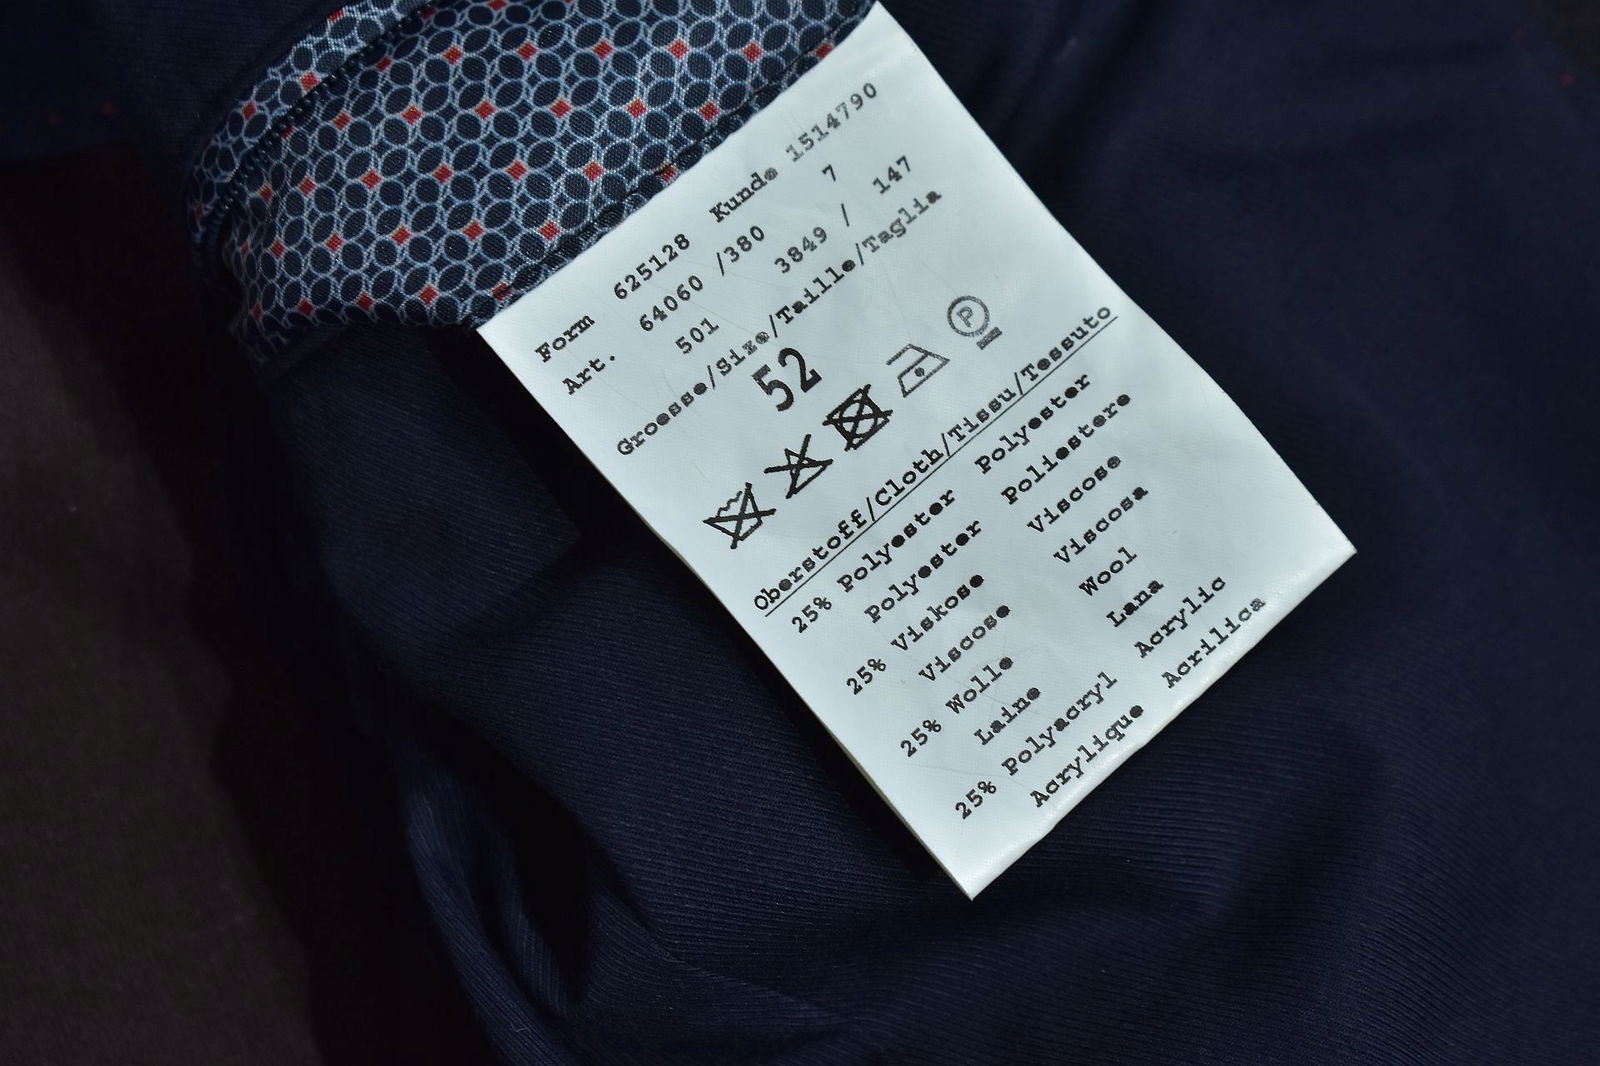 Form 625128 Kunde 1514790
Art. 64060 /380 7
501 3849 / 147
Groesse/Size/Taille/Taglia
52
P
Oberstoff/Cloth/Tissu/Tessuto
25% Polyester Polyester
Polyester Poliestere
25% Viskose Viscose
Viscose Viscosa
25% Wolle Wool
Laine Lana
25% Polyacryl Acrylic
Acrylique Acrilica